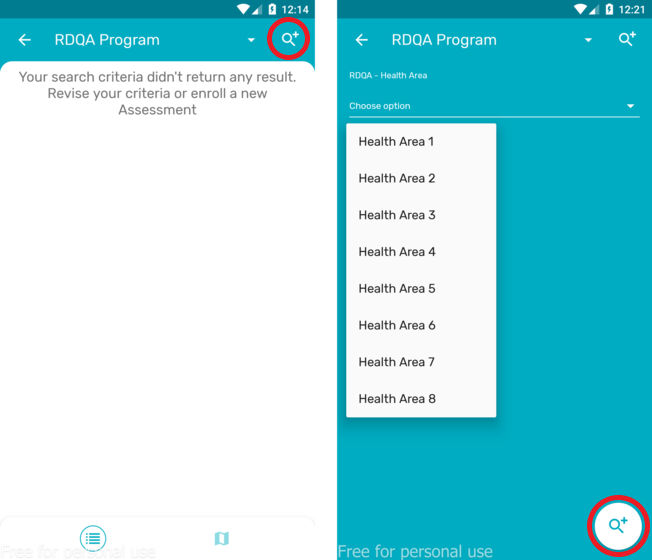 12:14
RDQA Program
Your search criteria didn't return any result.
Revise your criteria or enroll a new
Assessment
Free for personal use
12:21
RDQA Program
RDQA - Health Area
Choose option
Health Area 1
Health Area 2
Health Area 3
Health Area 4
Health Area 5
Health Area 6
Health Area 7
Health Area 8
Free for personal use